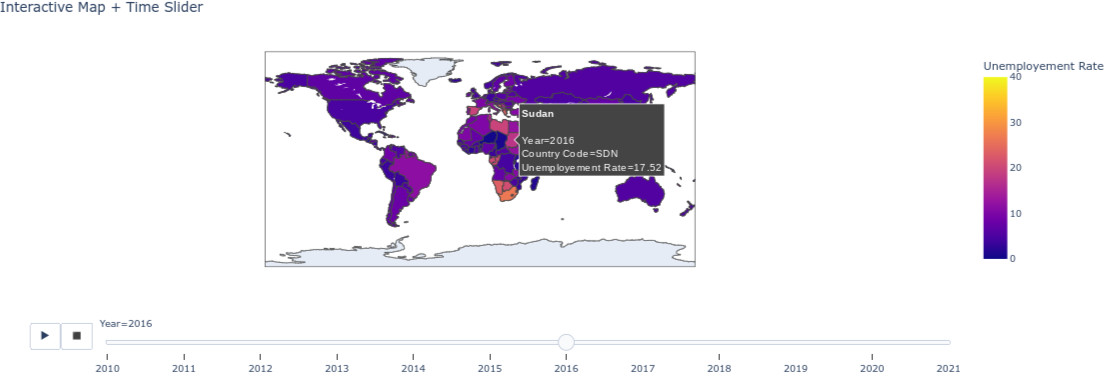 Interactive Map + Time Slider
Sudan
Year=2016
Country Code=SDN
Unemployement Rate=17.52
Unemployement Rate
40
30
20
10
0
Year=2016
2010 2011 2012 2013 2014 2015 2016 2017 2018 2019 2020 2021